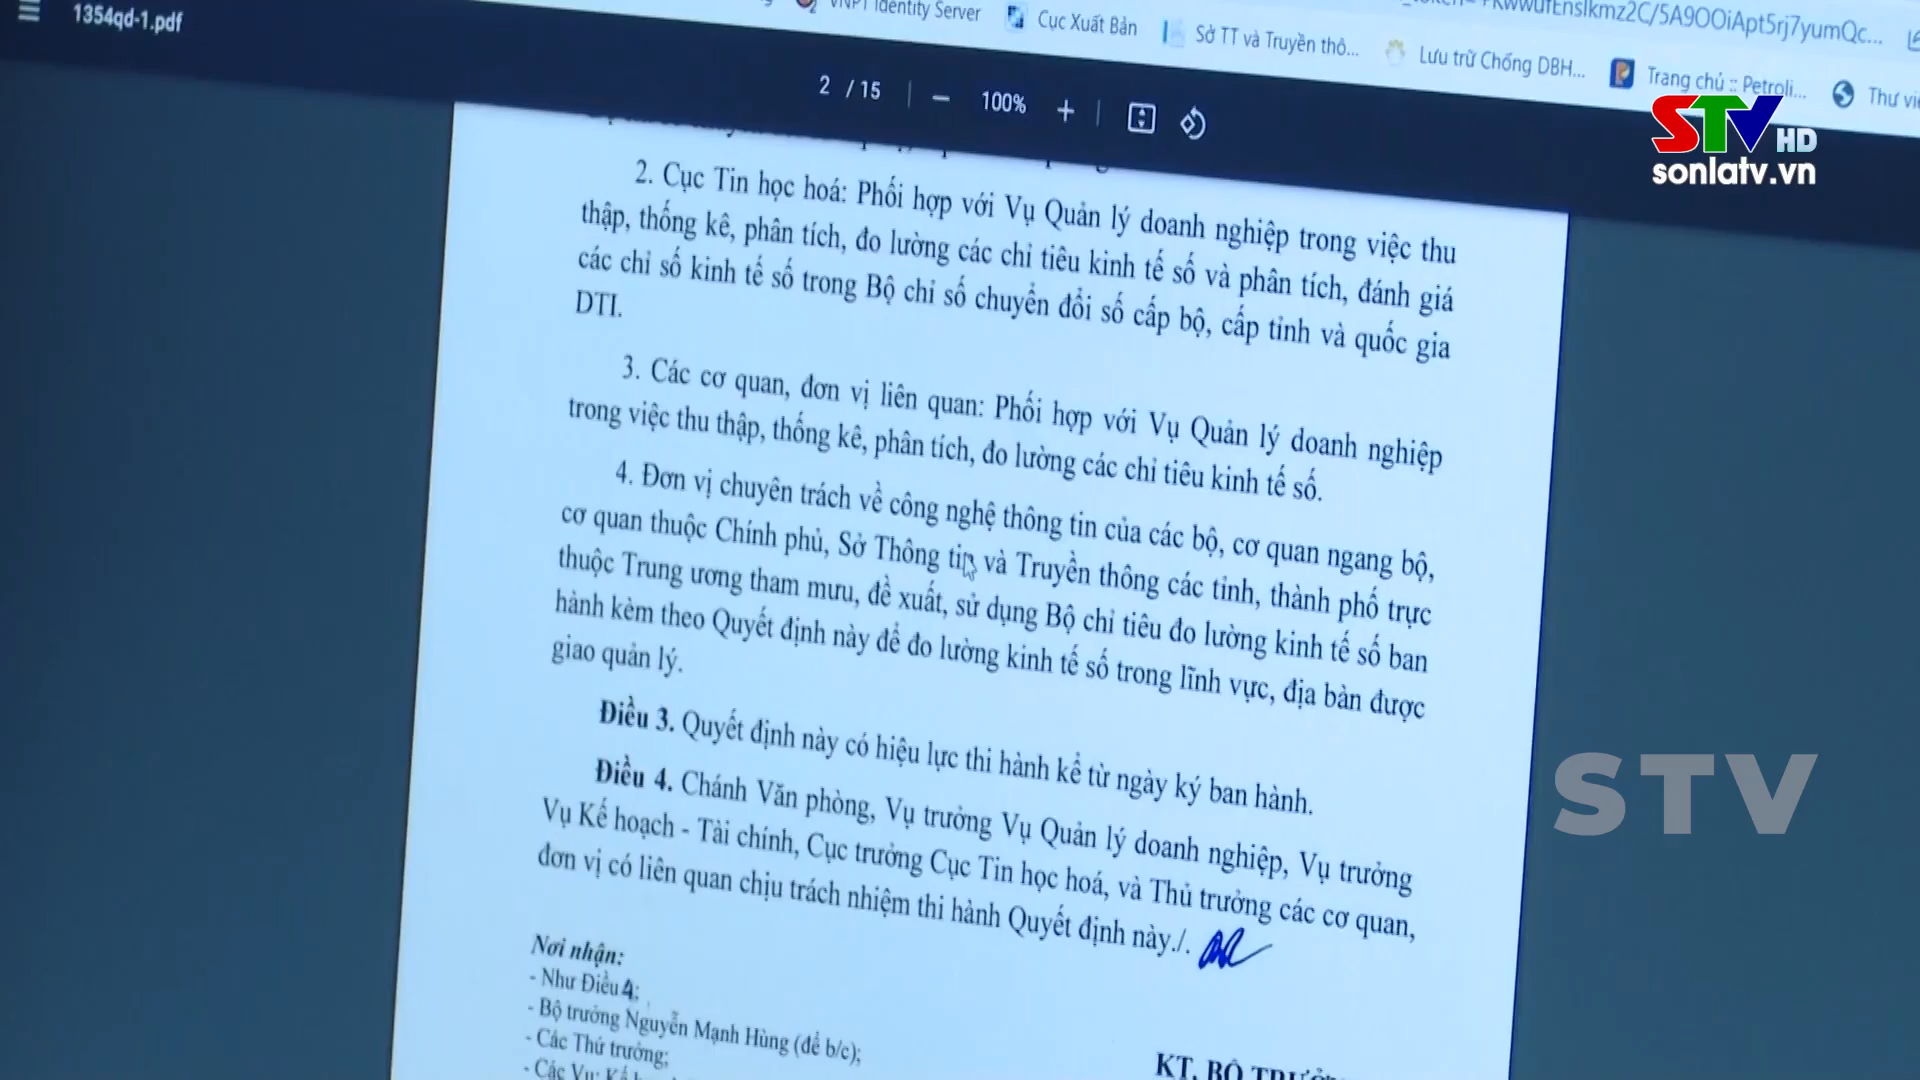 1354qd-1.pdf
VNPT Identity Server
Cục Xuất Bản
Sở TT và Truyền thô...
Lưu trữ Chống DBH...
Trang chủ :: Petroli...
Thư
2 / 15
100%
STV HD
sonlatv.vn
2. Cục Tin học hoá: Phối hợp với Vụ Quản lý doanh nghiệp trong việc thu
thập, thống kê, phân tích, đo lường các chỉ tiêu kinh tế số và phân tích, đánh giá
các chỉ số kinh tế số trong Bộ chỉ số chuyển đổi số cấp bộ, cấp tỉnh và quốc gia
DTI.
3. Các cơ quan, đơn vị liên quan: Phối hợp với Vụ Quản lý doanh nghiệp
trong việc thu thập, thống kê, phân tích, đo lường các chỉ tiêu kinh tế số.
4. Đơn vị chuyên trách về công nghệ thông tin của các bộ, cơ quan ngang bộ,
cơ quan thuộc Chính phủ, Sở Thông tin và Truyền thông các tỉnh, thành phố trực
thuộc Trung ương tham mưu, đề xuất, sử dụng Bộ chỉ tiêu đo lường kinh tế số ban
hành kèm theo Quyết định này để đo lường kinh tế số trong lĩnh vực, địa bàn được
giao quản lý.
Điều 3. Quyết định này có hiệu lực thi hành kể từ ngày ký ban hành.
Điều 4. Chánh Văn phòng, Vụ trưởng Vụ Quản lý doanh nghiệp, Vụ trưởng
Vụ Kế hoạch - Tài chính, Cục trưởng Cục Tin học hoá, và Thủ trưởng các cơ quan,
đơn vị có liên quan chịu trách nhiệm thi hành Quyết định này./.
STV
Nơi nhận:
- Như Điều 4;
- Bộ trưởng Nguyễn Mạnh Hùng (để b/c);
- Các Thứ trưởng;
- Các Vụ:
KT. BỘ TRƯỞNG